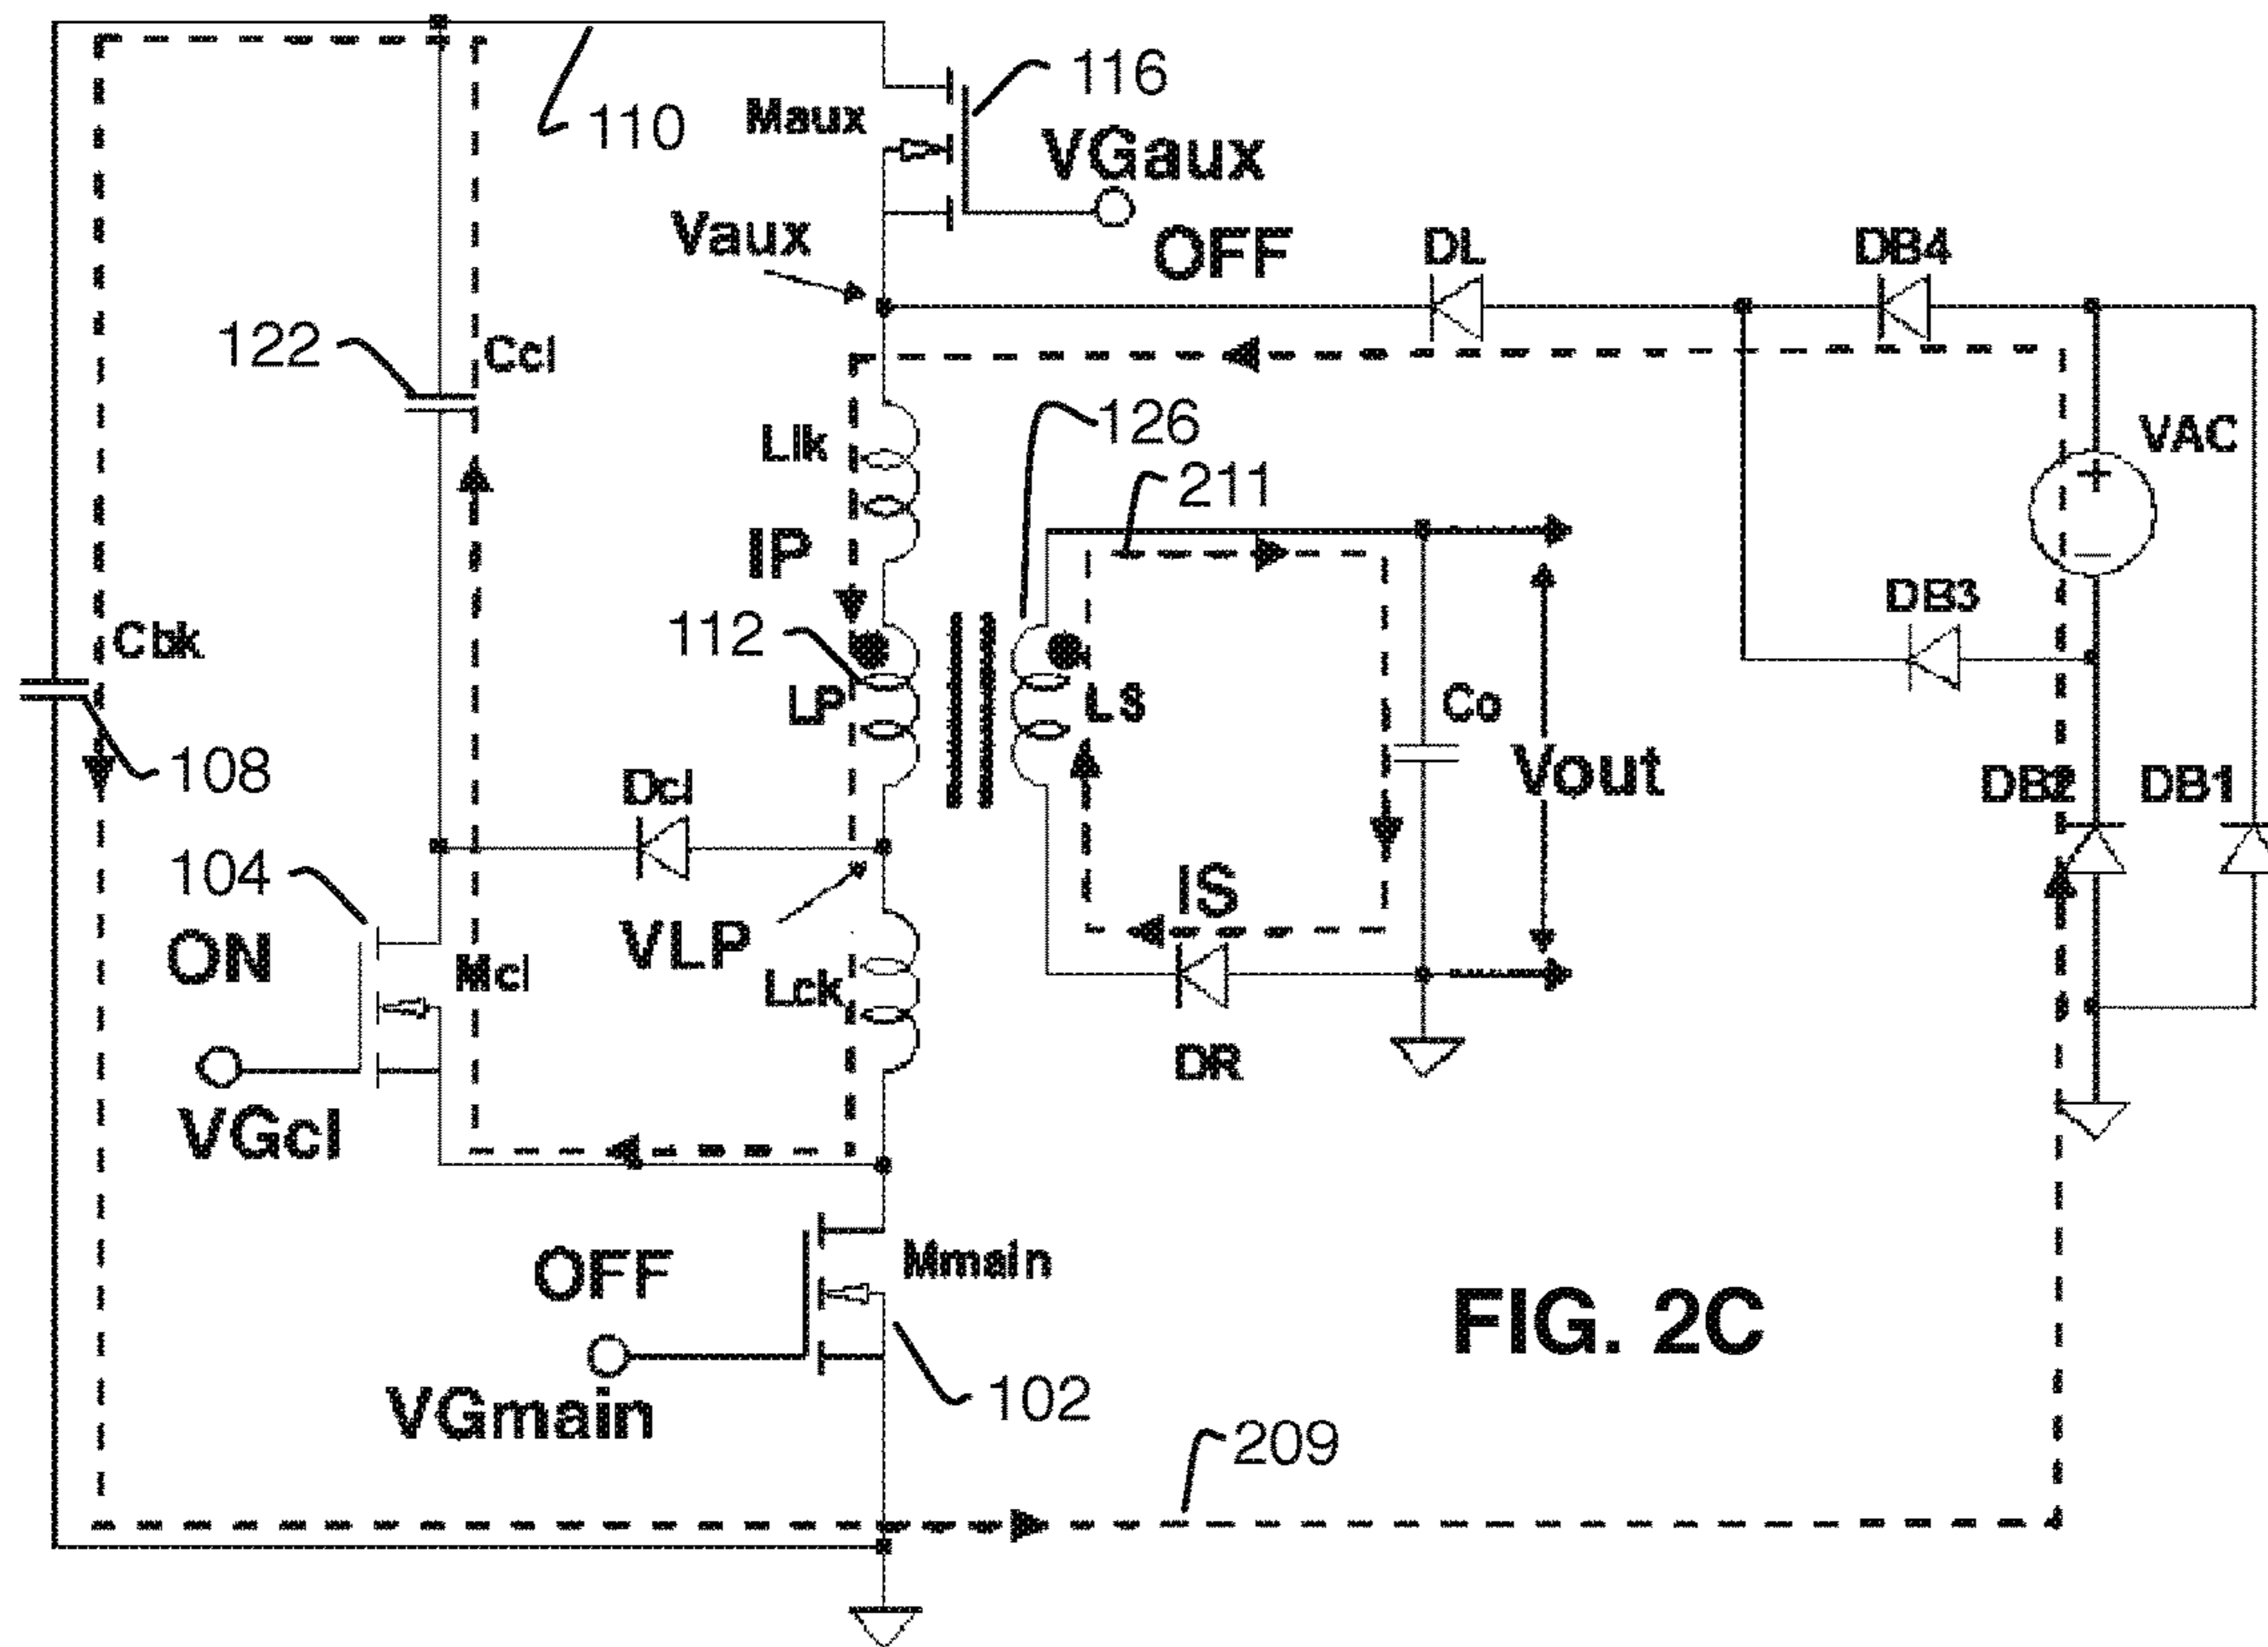 116
Maux
110
VGaux
Vaux
OFF
DL
DB4
122
Ccl
126
Llk
VAC
211
IP
DB3
Cbk
112
LP
LS
Co
108
Dcl
Vout
DB2
DB1
104
IS
ON
VLP
Mcl
Lck
DR
VGcl
OFF
Mmain
FIG. 2C
102
VGmain
209